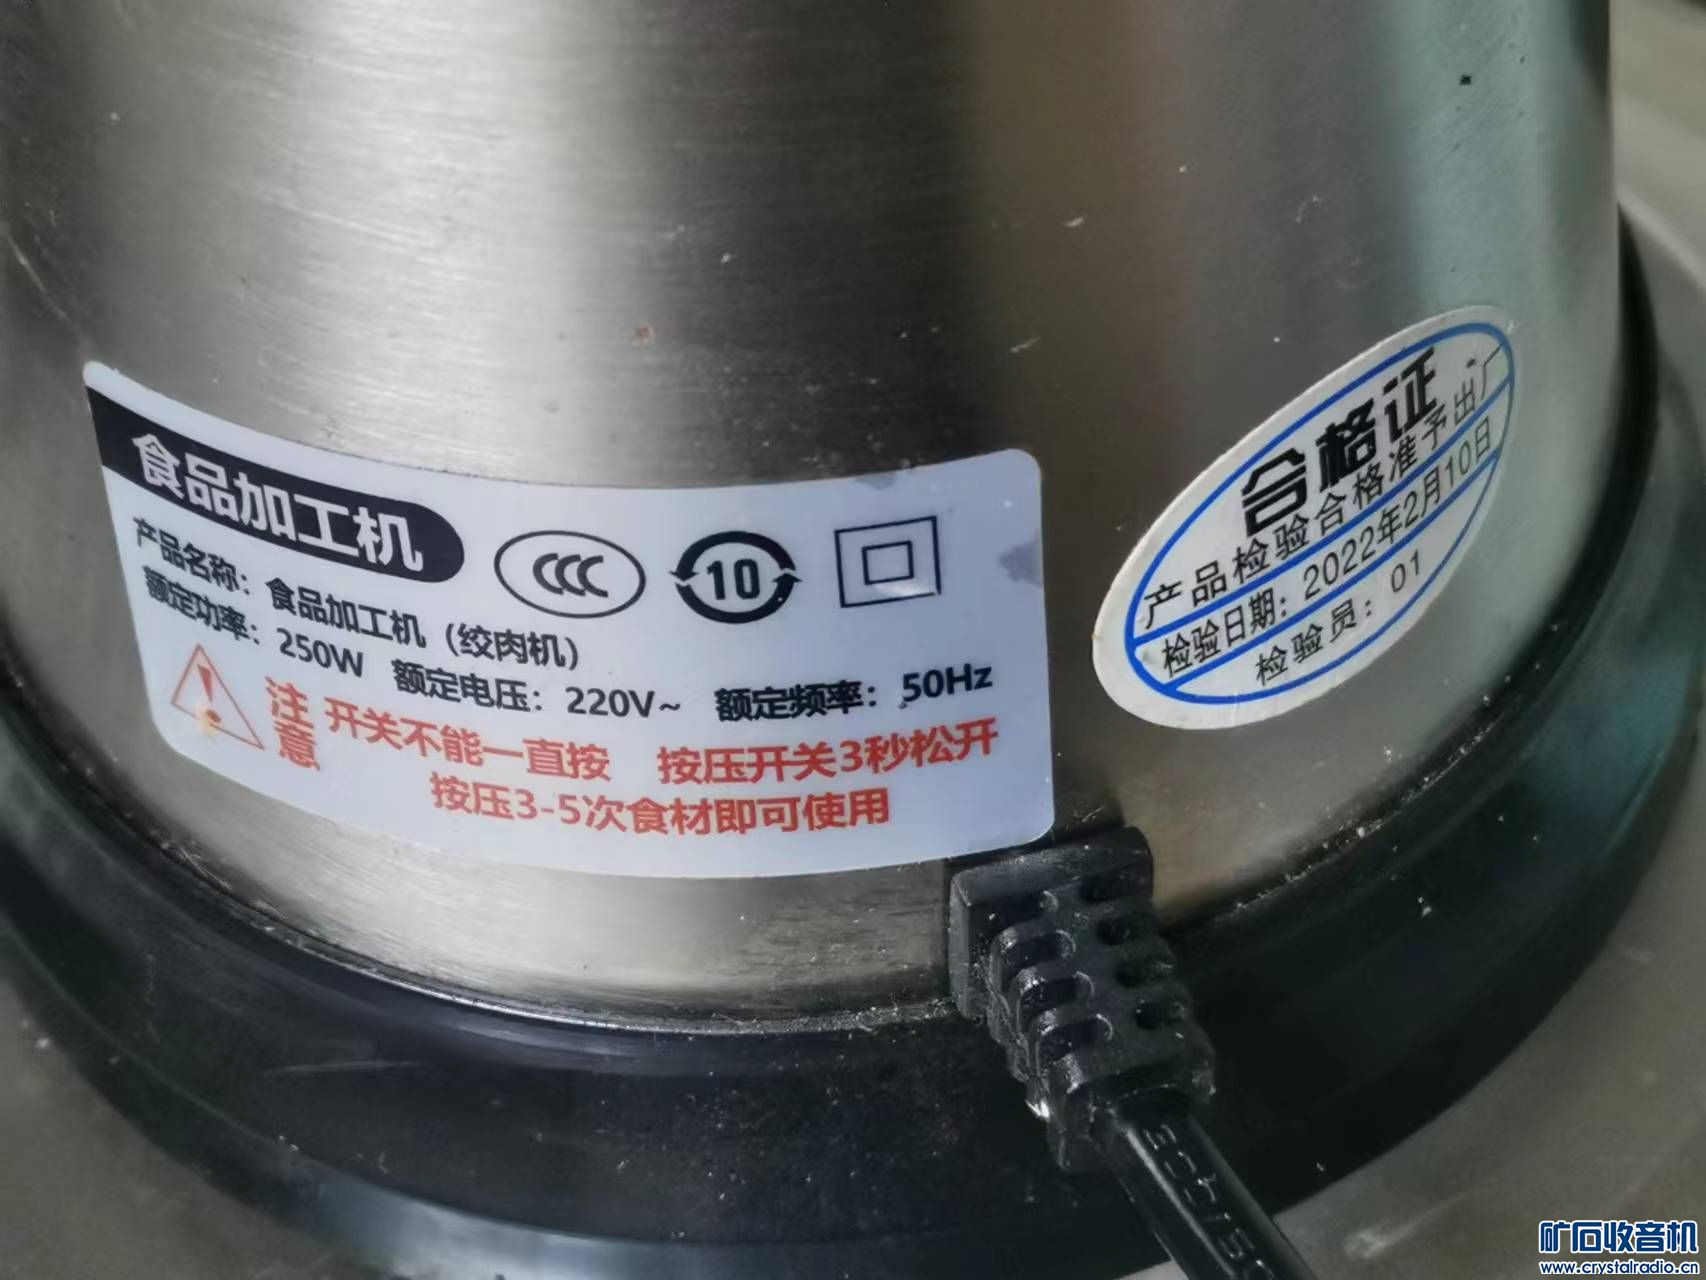 食品加工机
CCC
10
产品名称：食品加工机（绞肉机）
额定功率：250W 额定电压：220V~ 额定频率：50Hz
注意
开关不能一直按 按压开关3秒松开
按压3-5次食材即可使用
合格证
产品检验合格准予出厂
检验日期：2022年2月10日
检验员：01
矿石收音机
www.crystalradio.cn